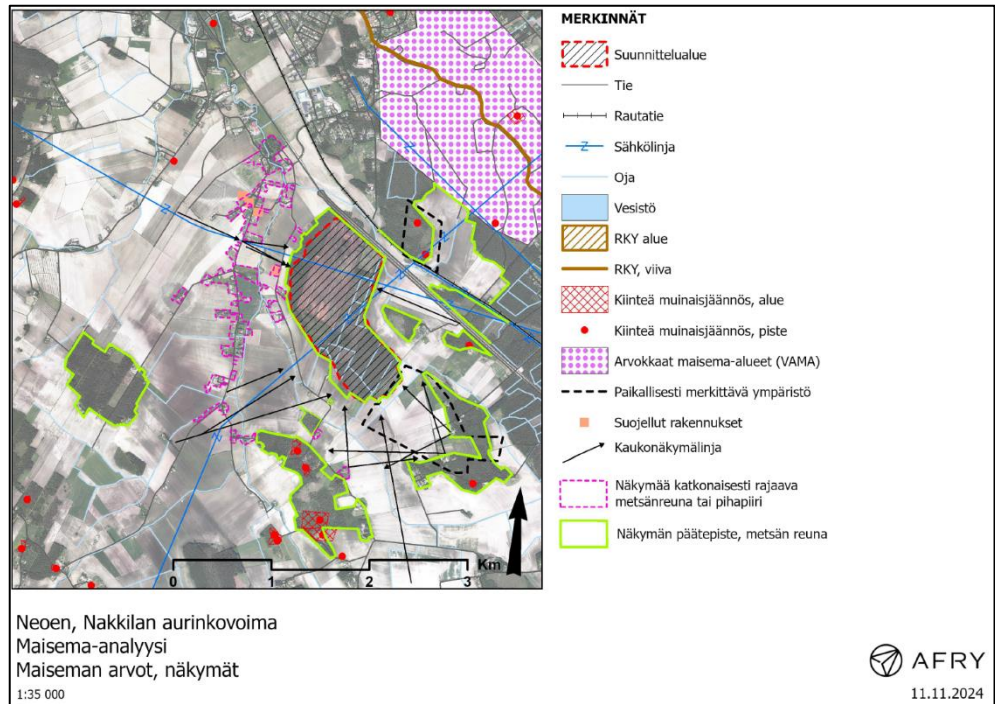 MERKINNÄT
Suunnittelualue
Tie
Rautatie
Z
Sähkölinja
Oja
Vesistö
RKY alue
RKY, viiva
Kiinteä muinaisjäännös, alue
Kiinteä muinaisjäännös, piste
Arvokkaat maisema-alueet (VAMA)
Paikallisesti merkittävä ympäristö
Suojellut rakennukset
Kaukonäkymälinja
Näkymää katkonaisesti rajaava
metsänreuna tai pihapiiri
Näkymän päätepiste, metsän reuna
Km
0 1 2 3
Neoen, Nakkilan aurinkovoima
Maisema-analyysi
Maiseman arvot, näkymät
1:35 000
AFRY
11.11.2024